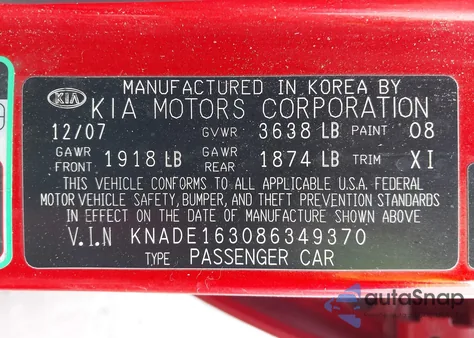 MANUFACTURED IN KOREA BY
KIA KIA MOTORS CORPORATION
12/07 GVWR 3638 LB PAINT 08
GAWR FRONT 1918 LB GAWR REAR 1874 LB TRIM XI
THIS VEHICLE CONFORMS TO ALL APPLICABLE U.S.A. FEDERAL
MOTOR VEHICLE SAFETY, BUMPER, AND THEFT PREVENTION STANDARDS
IN EFFECT ON THE DATE OF MANUFACTURE SHOWN ABOVE
V.I.N KNADE163086349370
TYPE PASSENGER CAR
autoSnap